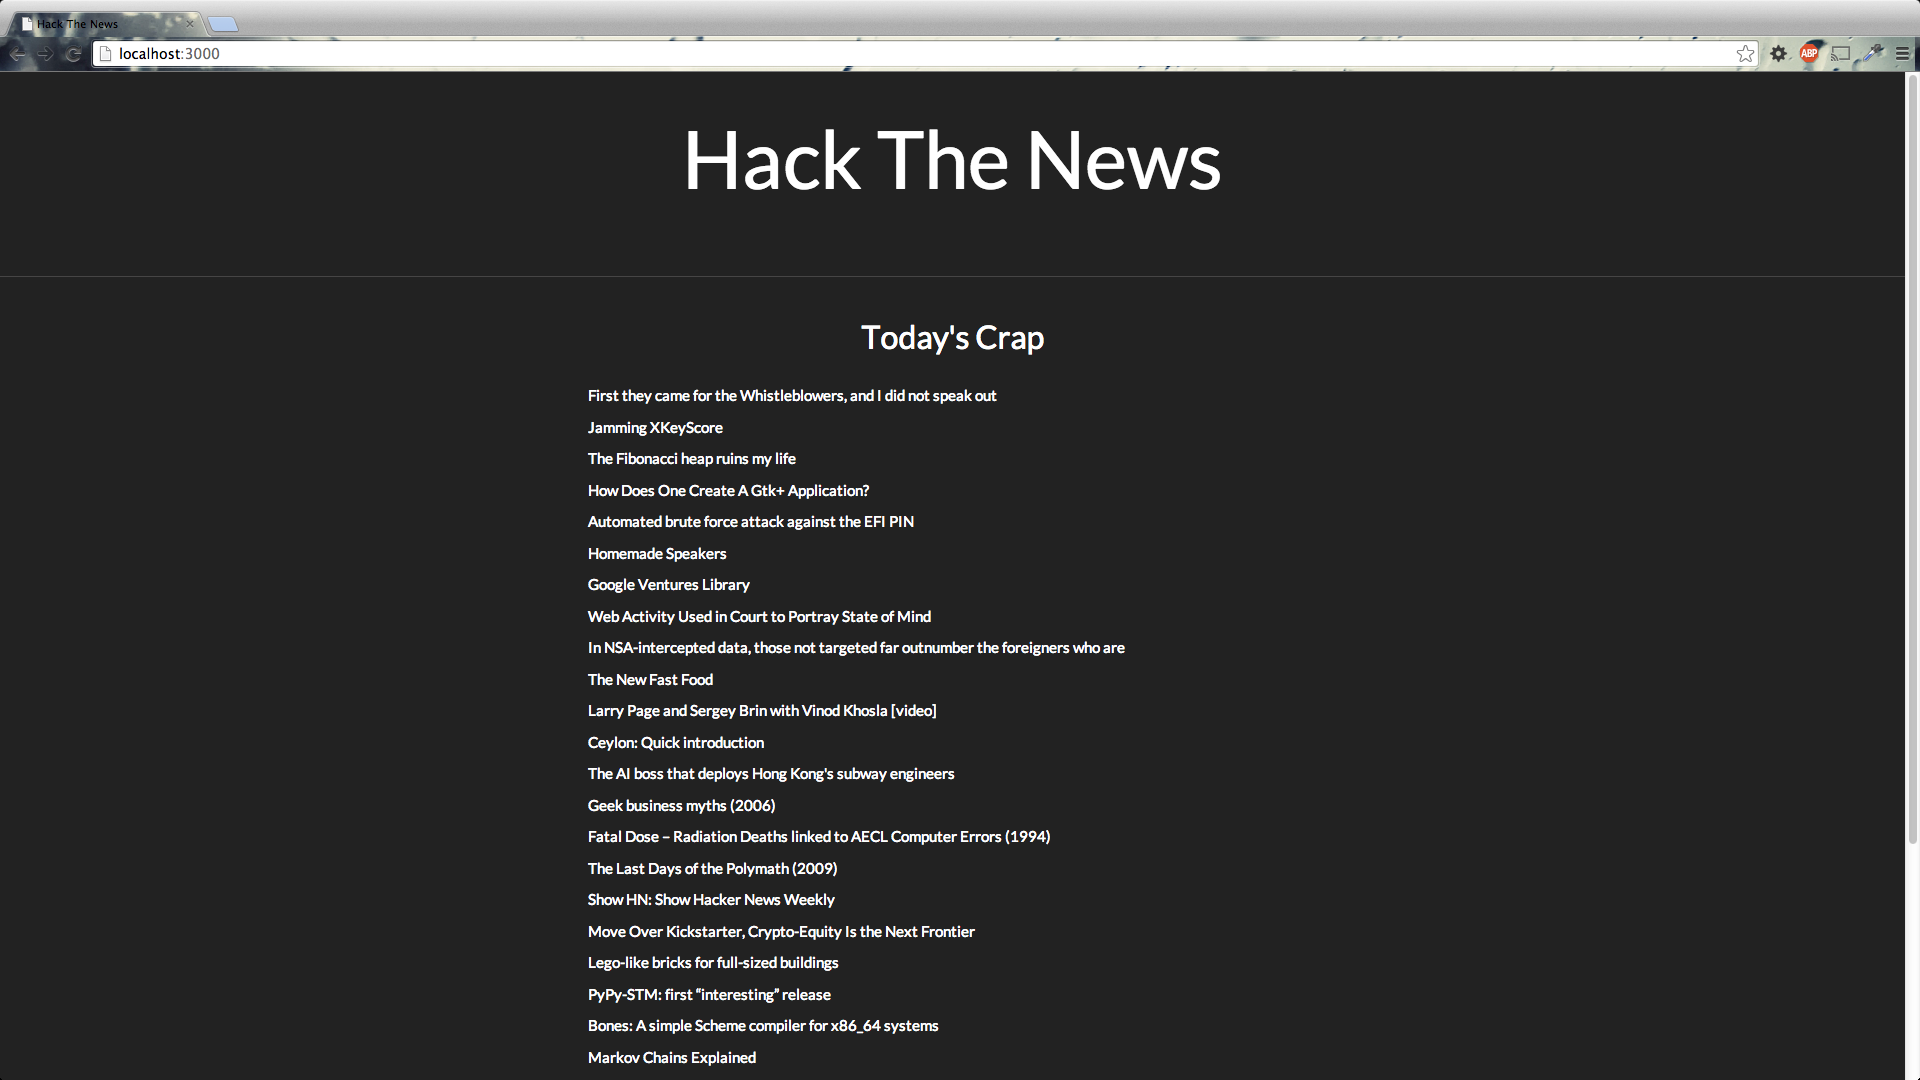 Hack The News
localhost:3000
ABP
Hack The News
Today's Crap
First they came for the Whistleblowers, and I did not speak out
Jamming XKeyScore
The Fibonacci heap ruins my life
How Does One Create A Gtk+ Application?
Automated brute force attack against the EFI PIN
Homemade Speakers
Google Ventures Library
Web Activity Used in Court to Portray State of Mind
In NSA-intercepted data, those not targeted far outnumber the foreigners who are
The New Fast Food
Larry Page and Sergey Brin with Vinod Khosla [video]
Ceylon: Quick introduction
The AI boss that deploys Hong Kong's subway engineers
Geek business myths (2006)
Fatal Dose – Radiation Deaths linked to AECL Computer Errors (1994)
The Last Days of the Polymath (2009)
Show HN: Show Hacker News Weekly
Move Over Kickstarter, Crypto-Equity Is the Next Frontier
Lego-like bricks for full-sized buildings
PyPy-STM: first “interesting” release
Bones: A simple Scheme compiler for x86_64 systems
Markov Chains Explained